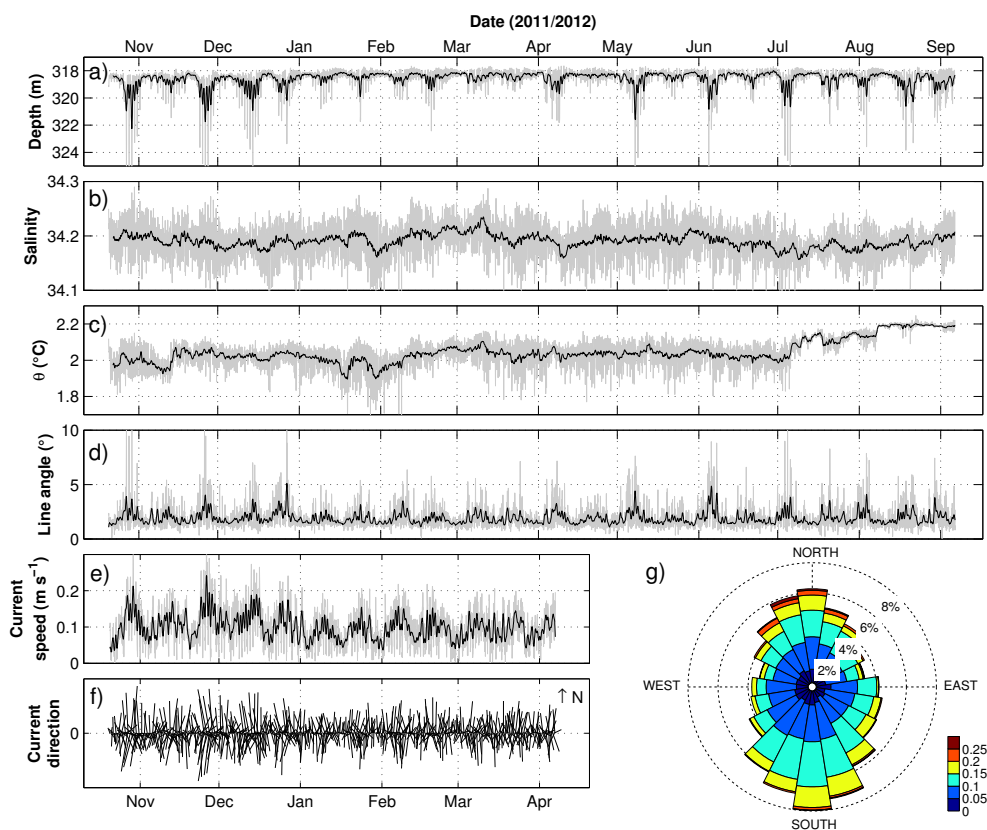 Date (2011/2012)
Nov Dec Jan Feb Mar Apr May Jun Jul Aug Sep
a)
318
320
322
324
Depth (m)
b)
34.3
34.2
34.1
Salinity
c)
2.2
2
1.8
θ (°C)
d)
10
5
0
Line angle (°)
e)
0.2
0.1
0
Current
speed (m s⁻¹)
f)
↑ N
0
Current
direction
Nov Dec Jan Feb Mar Apr
g)
NORTH
8%
6%
4%
2%
WEST
EAST
SOUTH
0.25
0.2
0.15
0.1
0.05
0